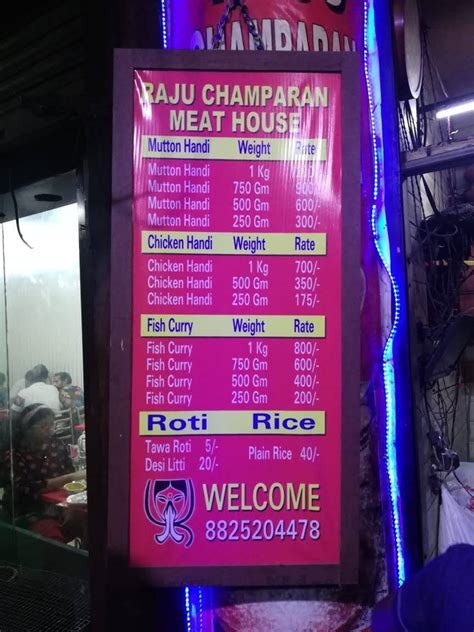 CHAMPARAN
RAJU CHAMPARAN
MEAT HOUSE
Mutton Handi Weight Rate
Mutton Handi 1 Kg
Mutton Handi 750 Gm 900/-
Mutton Handi 500 Gm 600/-
Mutton Handi 250 Gm 300/-
Chicken Handi Weight Rate
Chicken Handi 1 Kg 700/-
Chicken Handi 500 Gm 350/-
Chicken Handi 250 Gm 175/-
Fish Curry Weight Rate
Fish Curry 1 Kg 800/-
Fish Curry 750 Gm 600/-
Fish Curry 500 Gm 400/-
Fish Curry 250 Gm 200/-
Roti Rice
Tawa Roti 5/- Plain Rice 40/-
Desi Litti 20/-
WELCOME
8825204478